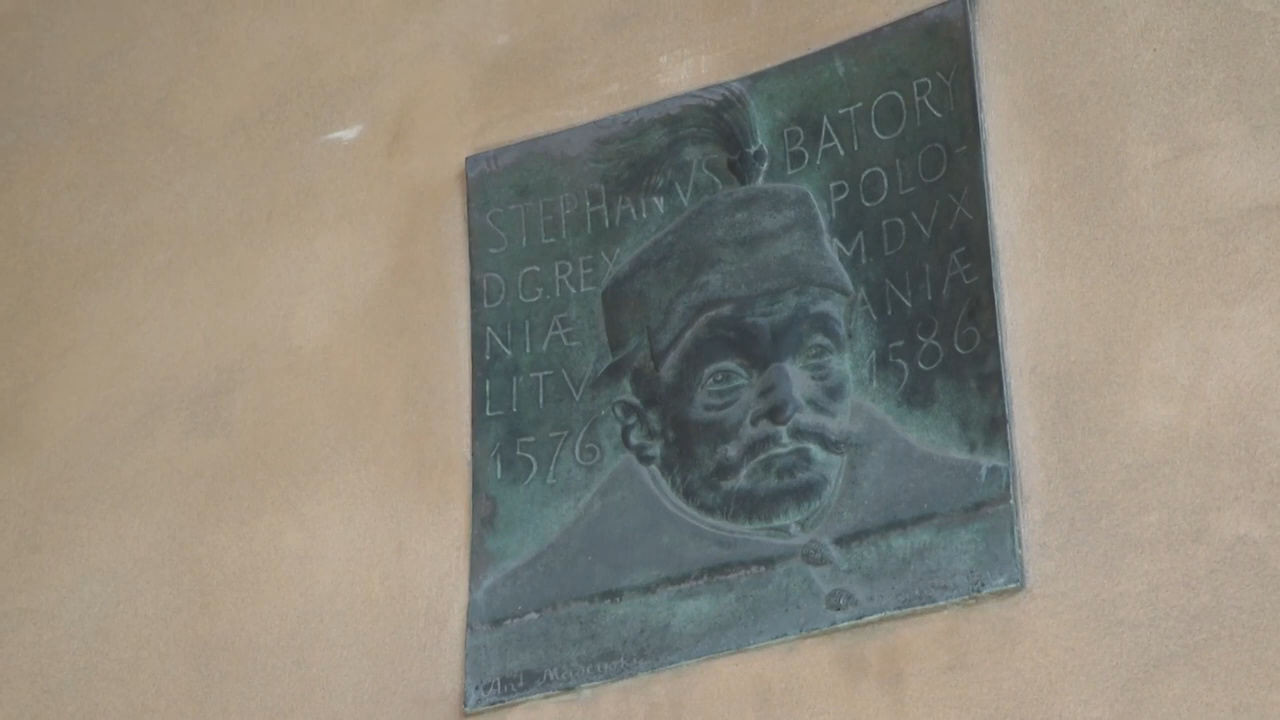 STEPHANVS BATORY
D.G.REX POLO-
NIÆ M.DVX
LITV ANIÆ
1576 1586